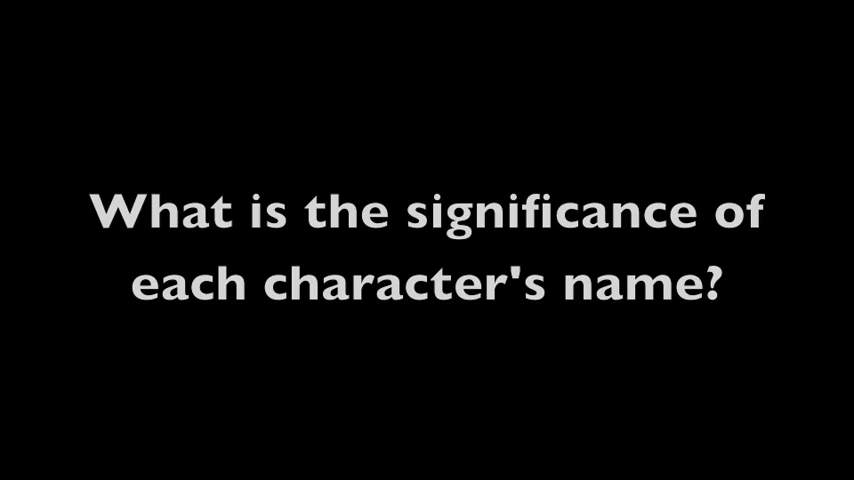 What is the significance of
each character's name?